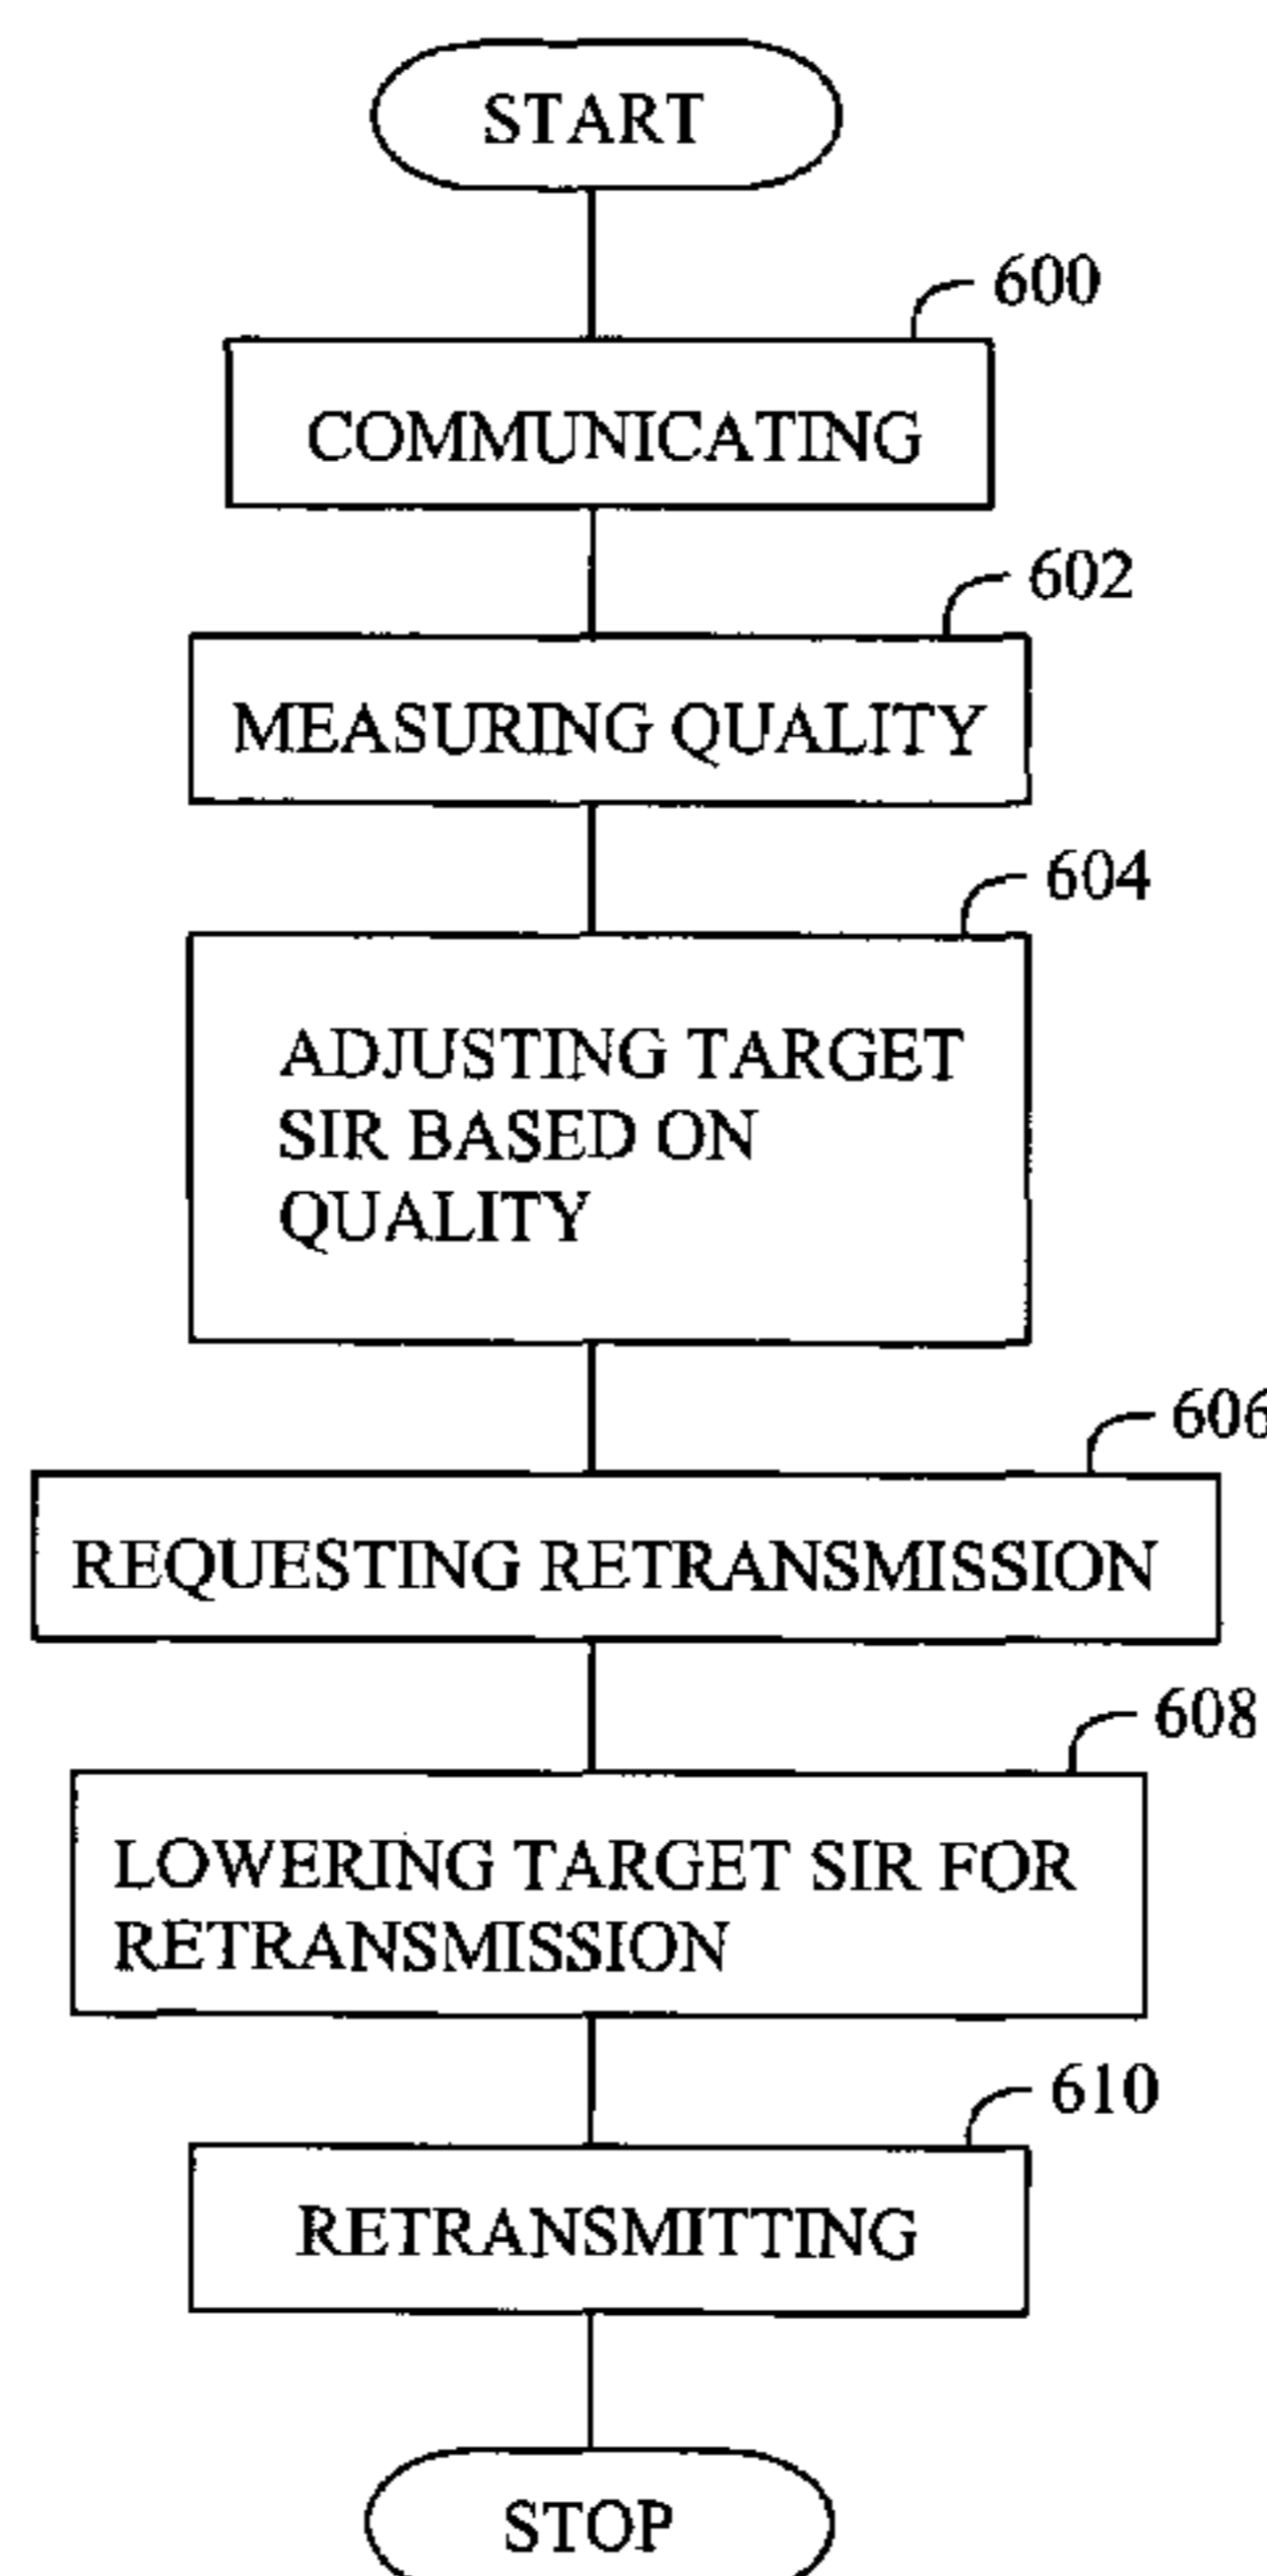 START
600
COMMUNICATING
602
MEASURING QUALITY
604
ADJUSTING TARGET
SIR BASED ON
QUALITY
606
REQUESTING RETRANSMISSION
608
LOWERING TARGET SIR FOR
RETRANSMISSION
610
RETRANSMITTING
STOP